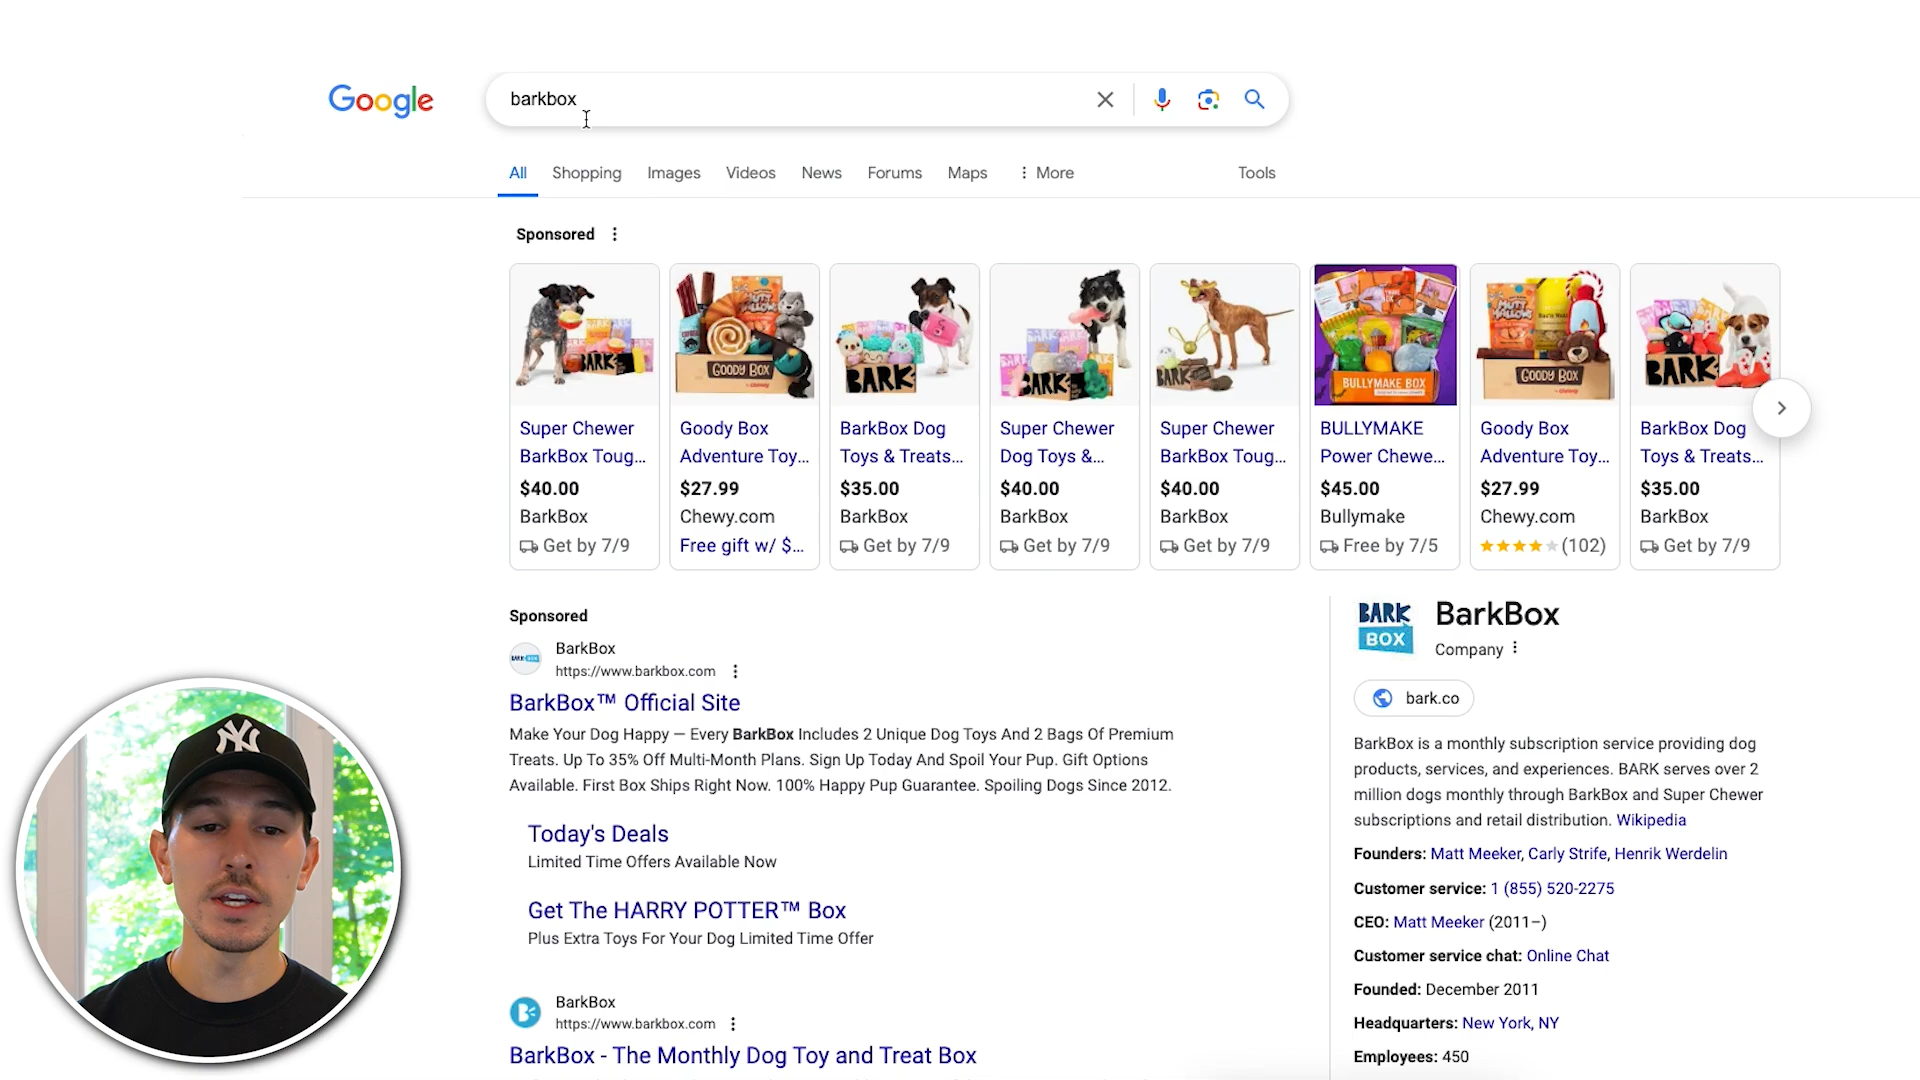 Google
barkbox
All Shopping Images Videos News Forums Maps More Tools
Sponsored
BARK
GOODY BOX
BARK
BARK
BARK
BULLYMAKE BOX
GOODY BOX
BARK
Super Chewer
BarkBox Toug...
$40.00
BarkBox
Get by 7/9
Goody Box
Adventure Toy...
$27.99
Chewy.com
Free gift w/ $...
BarkBox Dog
Toys & Treats...
$35.00
BarkBox
Get by 7/9
Super Chewer
Dog Toys &...
$40.00
BarkBox
Get by 7/9
Super Chewer
BarkBox Toug...
$40.00
BarkBox
Get by 7/9
BULLYMAKE
Power Chewe...
$45.00
Bullymake
Free by 7/5
Goody Box
Adventure Toy...
$27.99
Chewy.com
(102)
BarkBox Dog
Toys & Treats...
$35.00
BarkBox
Get by 7/9
Sponsored
BarkBox
https://www.barkbox.com
BarkBox™ Official Site
Make Your Dog Happy — Every BarkBox Includes 2 Unique Dog Toys And 2 Bags Of Premium
Treats. Up To 35% Off Multi-Month Plans. Sign Up Today And Spoil Your Pup. Gift Options
Available. First Box Ships Right Now. 100% Happy Pup Guarantee. Spoiling Dogs Since 2012.
Today's Deals
Limited Time Offers Available Now
Get The HARRY POTTER™ Box
Plus Extra Toys For Your Dog Limited Time Offer
BarkBox
https://www.barkbox.com
BarkBox - The Monthly Dog Toy and Treat Box
BARK
BOX
BarkBox
Company
bark.co
BarkBox is a monthly subscription service providing dog
products, services, and experiences. BARK serves over 2
million dogs monthly through BarkBox and Super Chewer
subscriptions and retail distribution. Wikipedia
Founders: Matt Meeker, Carly Strife, Henrik Werdelin
Customer service: 1 (855) 520-2275
CEO: Matt Meeker (2011–)
Customer service chat: Online Chat
Founded: December 2011
Headquarters: New York, NY
Employees: 450
NY